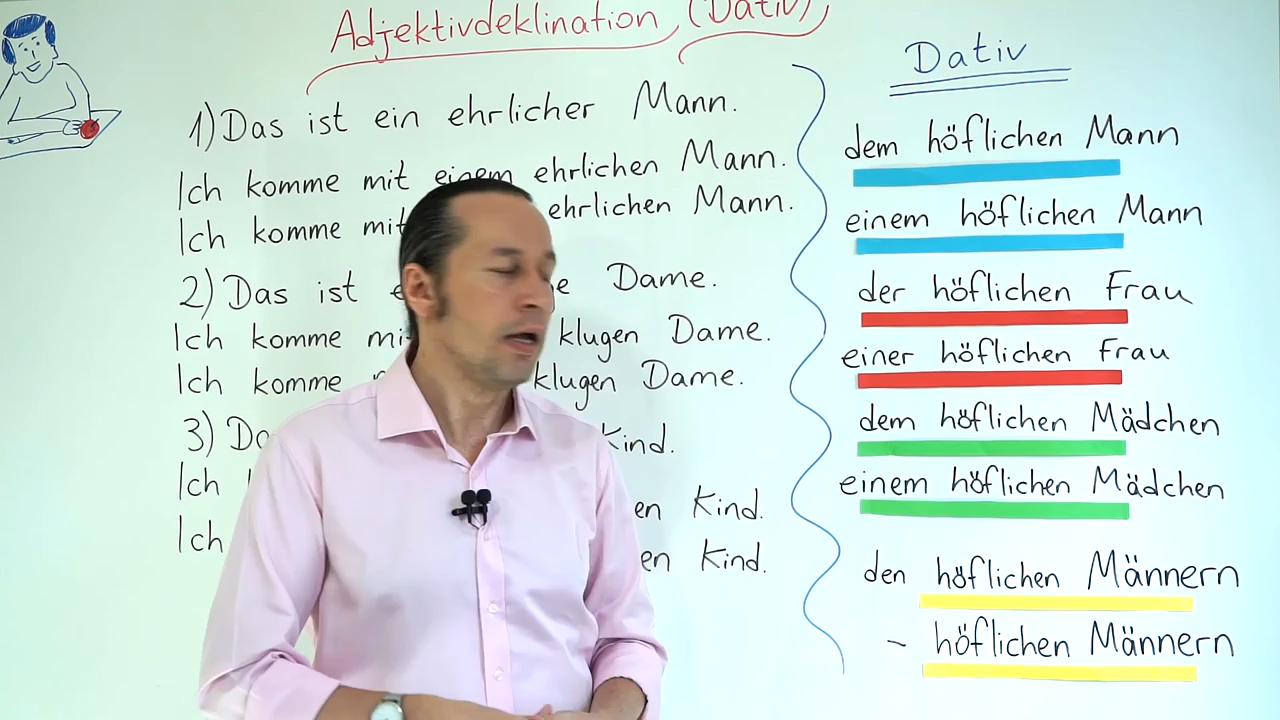 Adjektivdeklination (Dativ)
1) Das ist ein ehrlicher Mann.
Ich komme mit einem ehrlichen Mann.
Ich komme mit ehrlichen Mann.
2) Das ist Dame.
Ich komme klugen Dame.
Ich komme klugen Dame.
3) Kind.
Ich Kind.
Ich Kind.
Dativ
dem höflichen Mann
einem höflichen Mann
der höflichen Frau
einer höflichen Frau
dem höflichen Mädchen
einem höflichen Mädchen
den höflichen Männern
- höflichen Männern